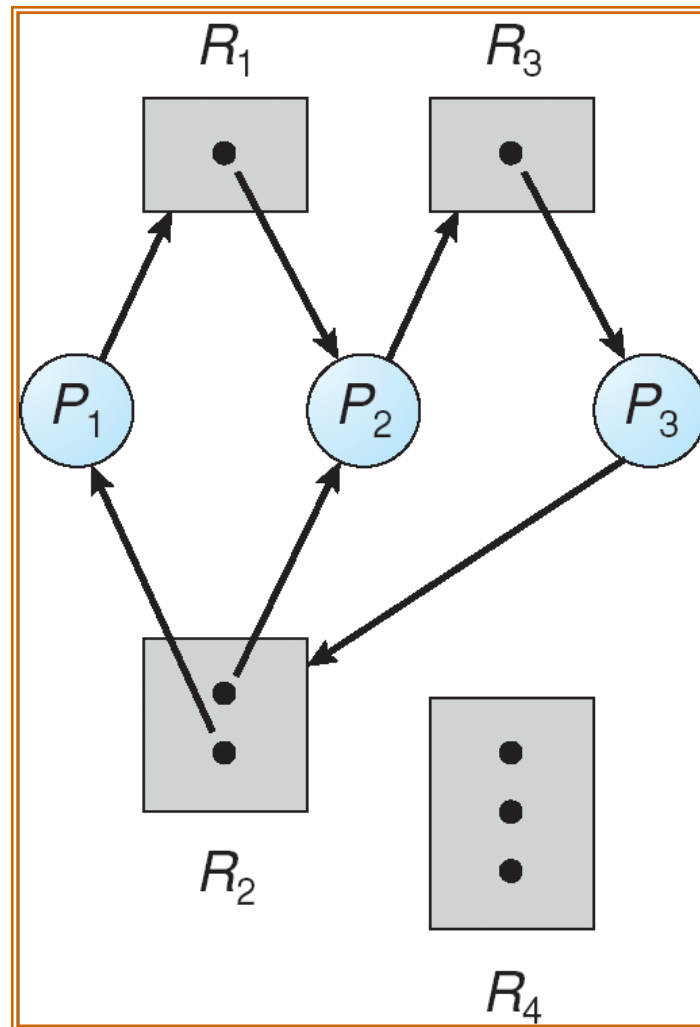 R₁ R₃
P₁ P₂ P₃
R₂
R₄